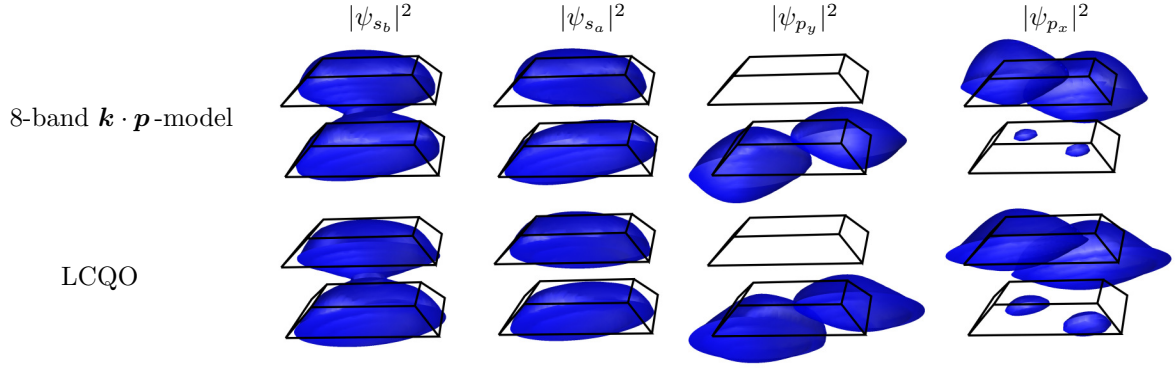 |ψ_{s_b}|² |ψ_{s_a}|² |ψ_{p_y}|² |ψ_{p_x}|²
8-band k · p -model
LCQO